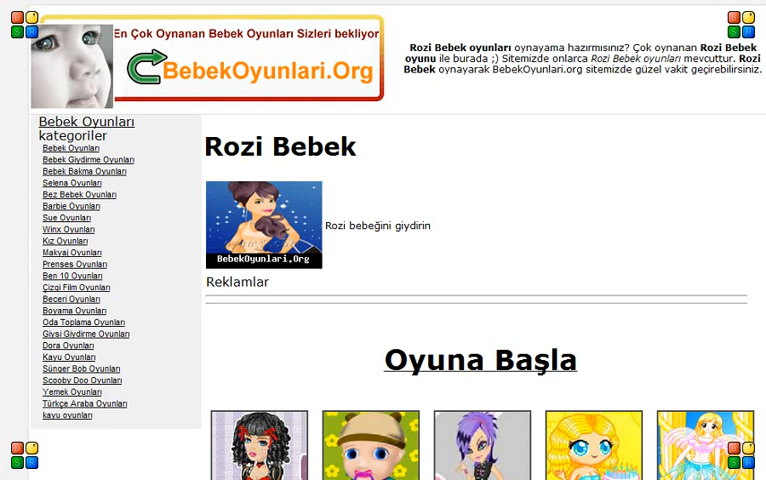 En Çok Oynanan Bebek Oyunları Sizleri bekliyor
BebekOyunlari.Org
Rozi Bebek oyunları oynayama hazırmısınız? Çok oynanan Rozi Bebek
oyunu ile burada ;) Sitemizde onlarca Rozi Bebek oyunları mevcuttur. Rozi
Bebek oynayarak BebekOyunlari.org sitemizde güzel vakit geçirebilirsiniz.
Bebek Oyunları
kategoriler
Bebek Oyunları
Bebek Giydirme Oyunları
Bebek Bakma Oyunları
Selena Oyunları
Bez Bebek Oyunları
Barbie Oyunları
Sue Oyunları
Winx Oyunları
Kız Oyunları
Makyaj Oyunları
Prenses Oyunları
Ben 10 Oyunları
Çizgi Film Oyunları
Beceri Oyunları
Boyama Oyunları
Oda Toplama Oyunları
Giysi Giydirme Oyunları
Dora Oyunları
Kayu Oyunları
Sünger Bob Oyunları
Scooby Doo Oyunları
Yemek Oyunları
Türkçe Araba Oyunları
kayu oyunları
Rozi Bebek
BebekOyunlari.Org
Rozi bebeğini giydirin
Reklamlar
Oyuna Başla